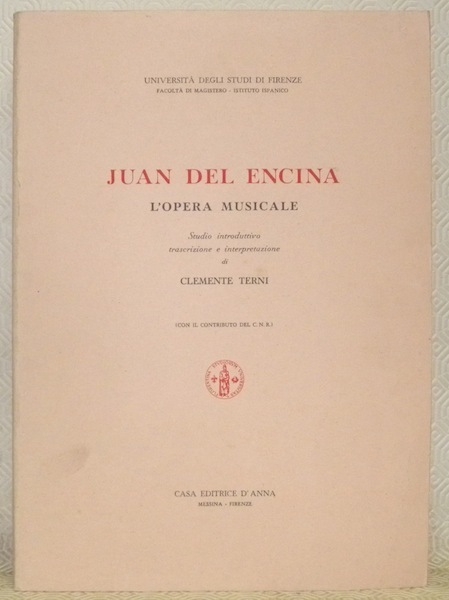 UNIVERSITÀ DEGLI STUDI DI FIRENZE
FACOLTÀ DI MAGISTERO - ISTITUTO ISPANICO
JUAN DEL ENCINA
L'OPERA MUSICALE
Studio introduttivo
trascrizione e interpretazione
di
CLEMENTE TERNI
(CON IL CONTRIBUTO DEL C.N.R.)
CASA EDITRICE D'ANNA
MESSINA - FIRENZE